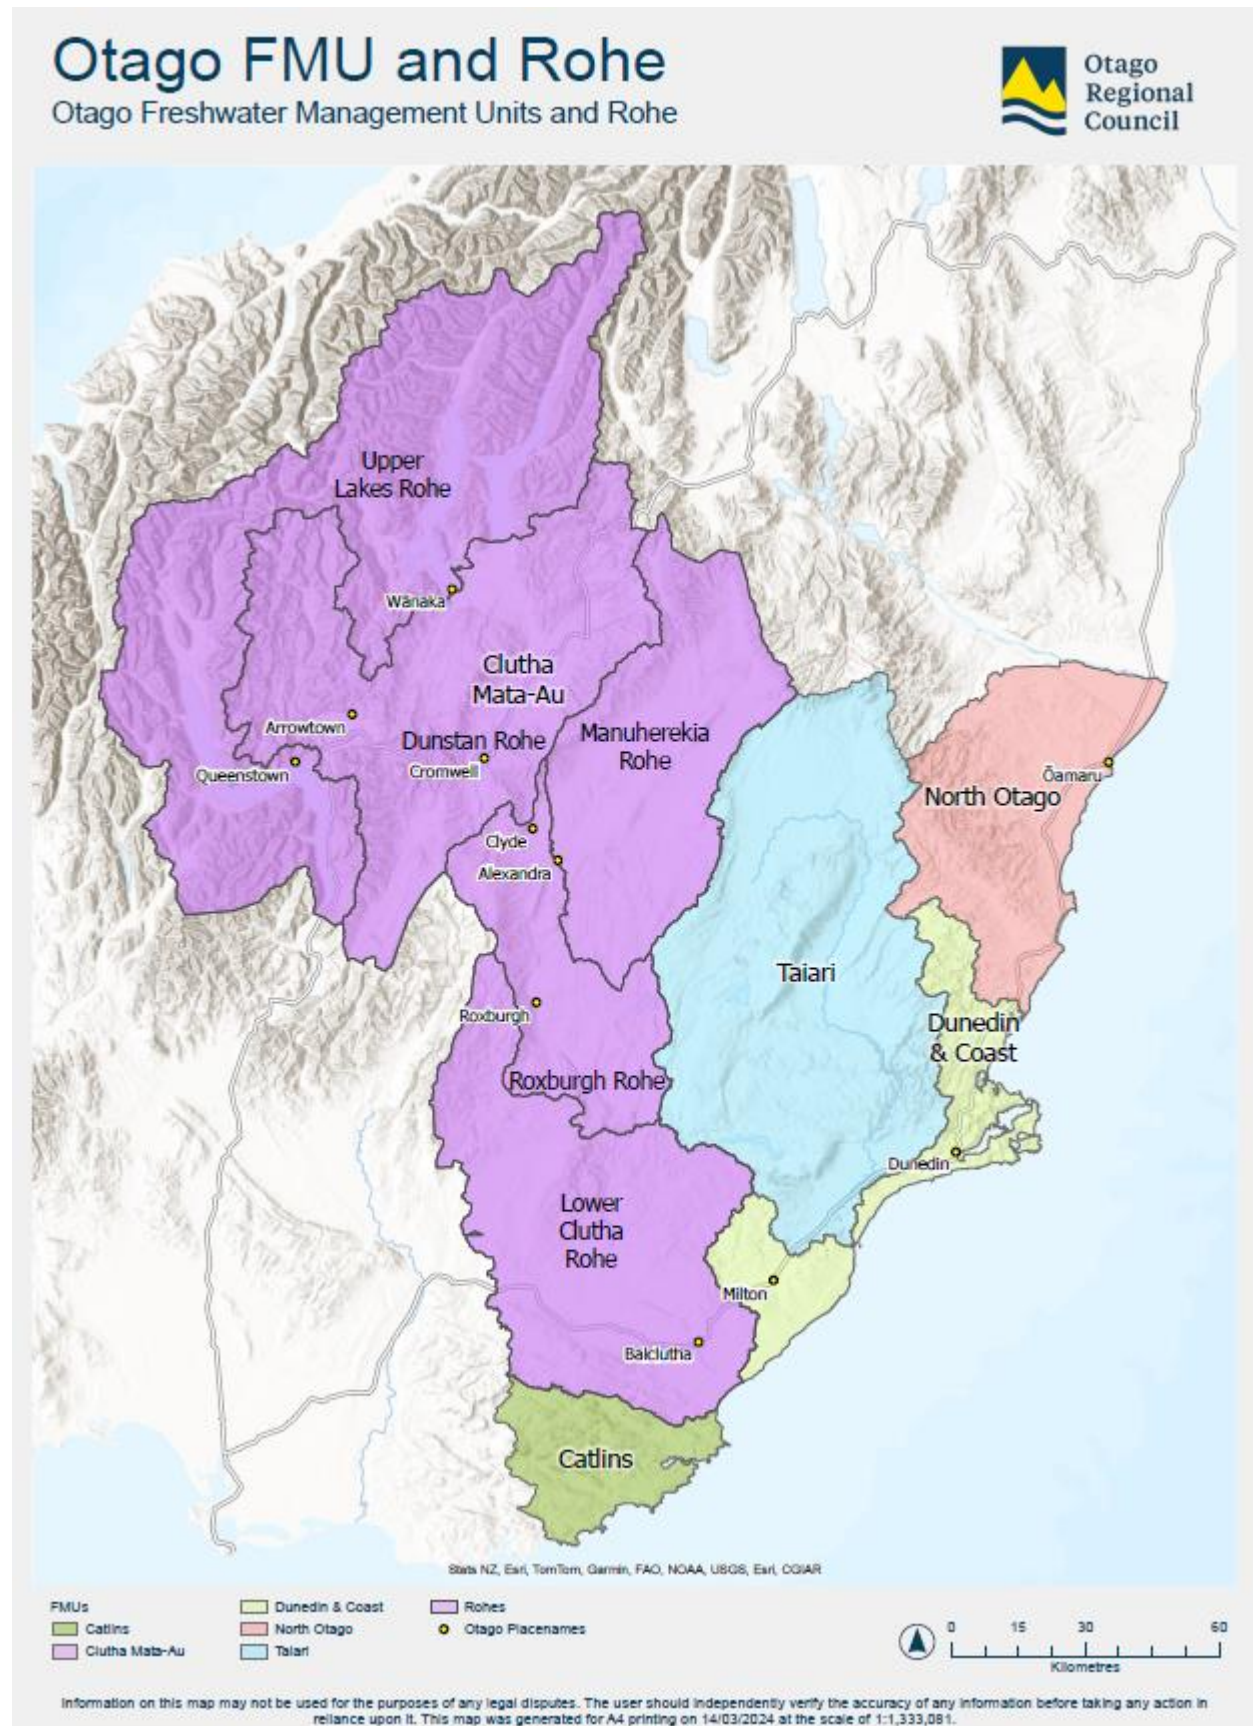 Otago FMU and Rohe
Otago Freshwater Management Units and Rohe
Otago
Regional
Council
Upper
Lakes Rohe
Wānaka
Clutha
Mata-Au
Arrowtown
Dunstan Rohe
Manuherekia
Rohe
Cromwell
Queenstown
Ōamaru
North Otago
Clyde
Alexandra
Taiari
Roxburgh
Dunedin
& Coast
Roxburgh Rohe
Dunedin
Lower
Clutha
Rohe
Milton
Balclutha
Catlins
Stats NZ, Esri, TomTom, Garmin, FAO, NOAA, USGS, Esri, CGIAR
FMUs
Catlins
Clutha Mata-Au
Dunedin & Coast
North Otago
Taiari
Rohes
Otago Placenames
0 15 30 60
Kilometres
Information on this map may not be used for the purposes of any legal disputes. The user should independently verify the accuracy of any information before taking any action in
reliance upon it. This map was generated for A4 printing on 14/03/2024 at the scale of 1:1,333,081.